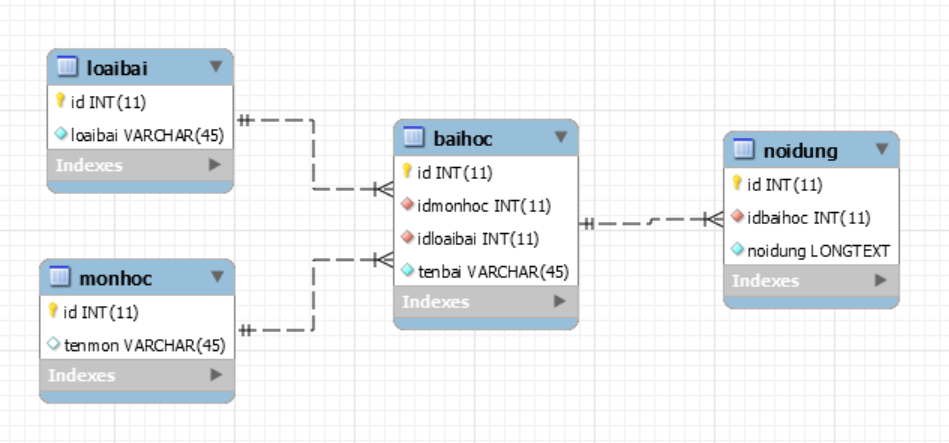 loaibai
id INT(11)
loaibai VARCHAR(45)
Indexes
monhoc
id INT(11)
tenmon VARCHAR(45)
Indexes
baihoc
id INT(11)
idmonhoc INT(11)
idloaibai INT(11)
tenbai VARCHAR(45)
Indexes
noidung
id INT(11)
idbaihoc INT(11)
noidung LONGTEXT
Indexes